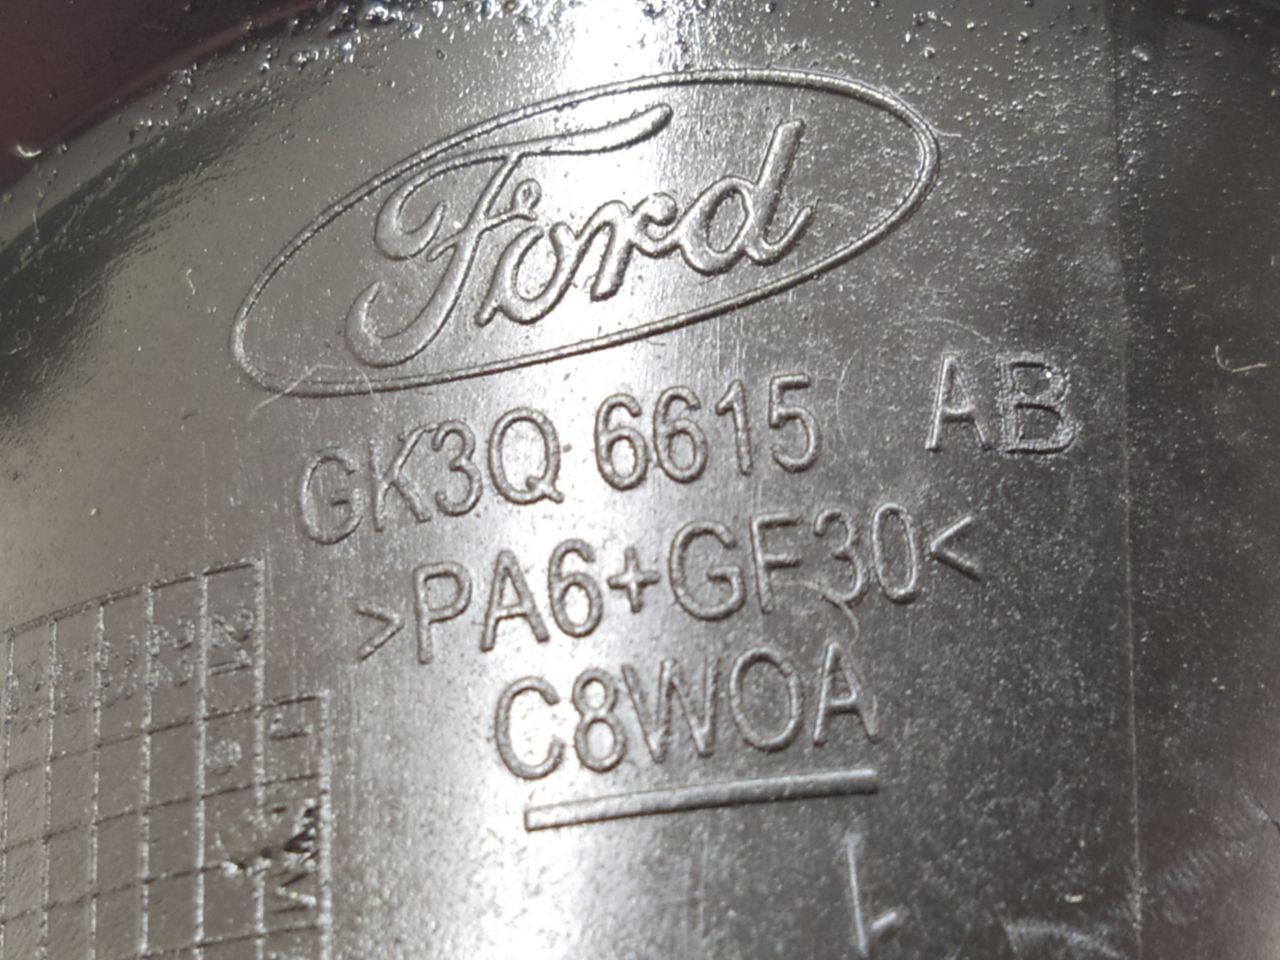 Ford
GK3Q 6615 AB
>PA6+GF30<
C8WOA